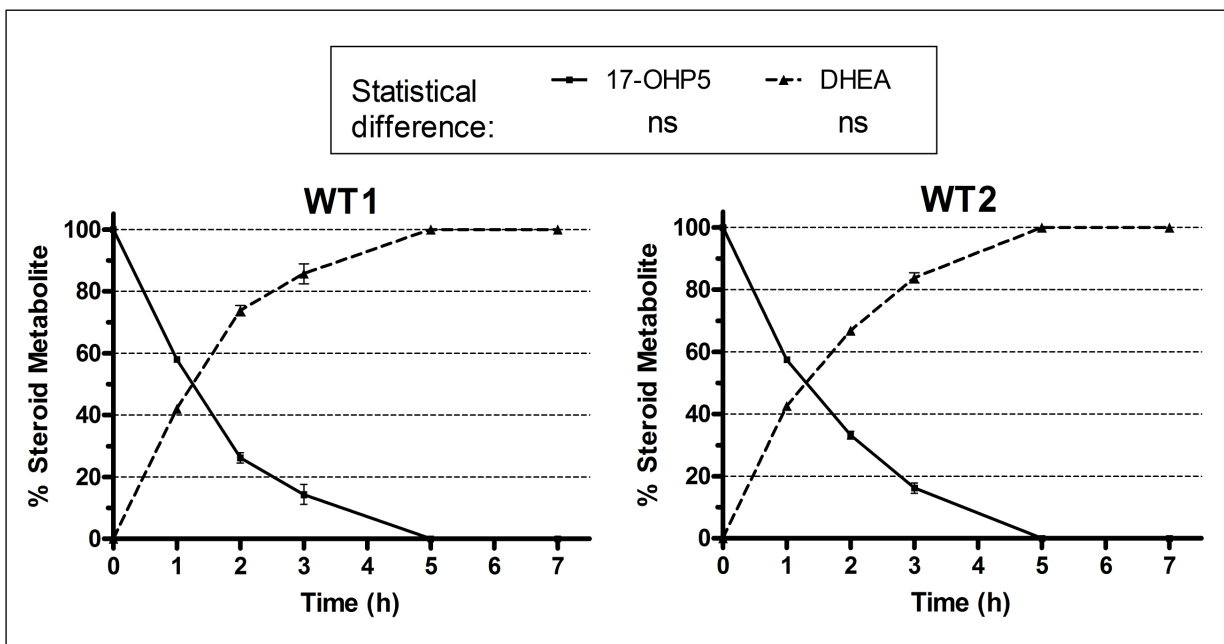 Statistical difference:
17-OHP5 DHEA
ns ns
WT1
% Steroid Metabolite
100
80
60
40
20
0
0 1 2 3 4 5 6 7
Time (h)
WT2
% Steroid Metabolite
100
80
60
40
20
0
0 1 2 3 4 5 6 7
Time (h)